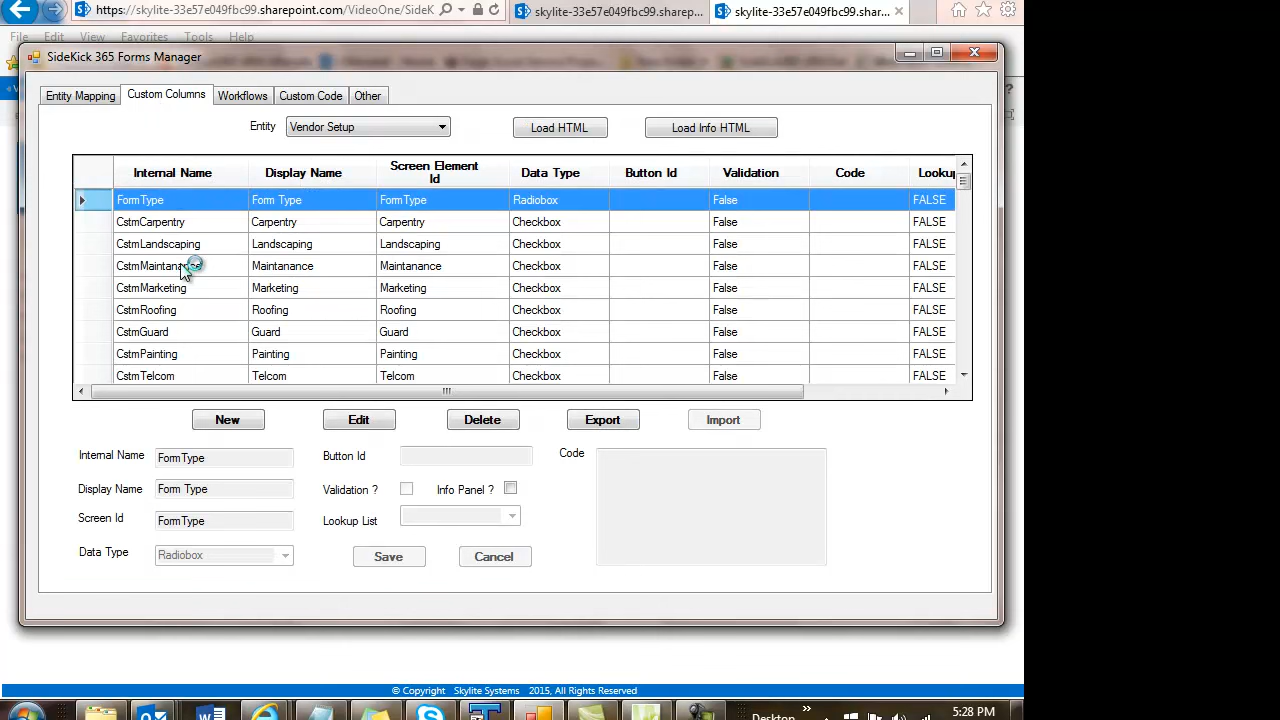 https://skylite-33e57e049fbc99.sharepoint.com/VideoOne/SideK
skylite-33e57e049fbc99.sharep...
skylite-33e57e049fbc99.shar...
File Edit View Favorites Tools Help
SideKick 365 Forms Manager
Entity Mapping Custom Columns Workflows Custom Code Other
Entity Vendor Setup Load HTML Load Info HTML
Internal Name Display Name Screen Element Id Data Type Button Id Validation Code Lookup
FormType Form Type FormType Radiobox False FALSE
CstmCarpentry Carpentry Carpentry Checkbox False FALSE
CstmLandscaping Landscaping Landscaping Checkbox False FALSE
CstmMaintanance Maintanance Maintanance Checkbox False FALSE
CstmMarketing Marketing Marketing Checkbox False FALSE
CstmRoofing Roofing Roofing Checkbox False FALSE
CstmGuard Guard Guard Checkbox False FALSE
CstmPainting Painting Painting Checkbox False FALSE
CstmTelcom Telcom Telcom Checkbox False FALSE
New Edit Delete Export Import
Internal Name FormType Button Id Code
Display Name Form Type Validation ? Info Panel ?
Screen Id FormType Lookup List
Data Type Radiobox Save Cancel
© Copyright Skylite Systems 2015, All Rights Reserved
Desktop » 5:28 PM